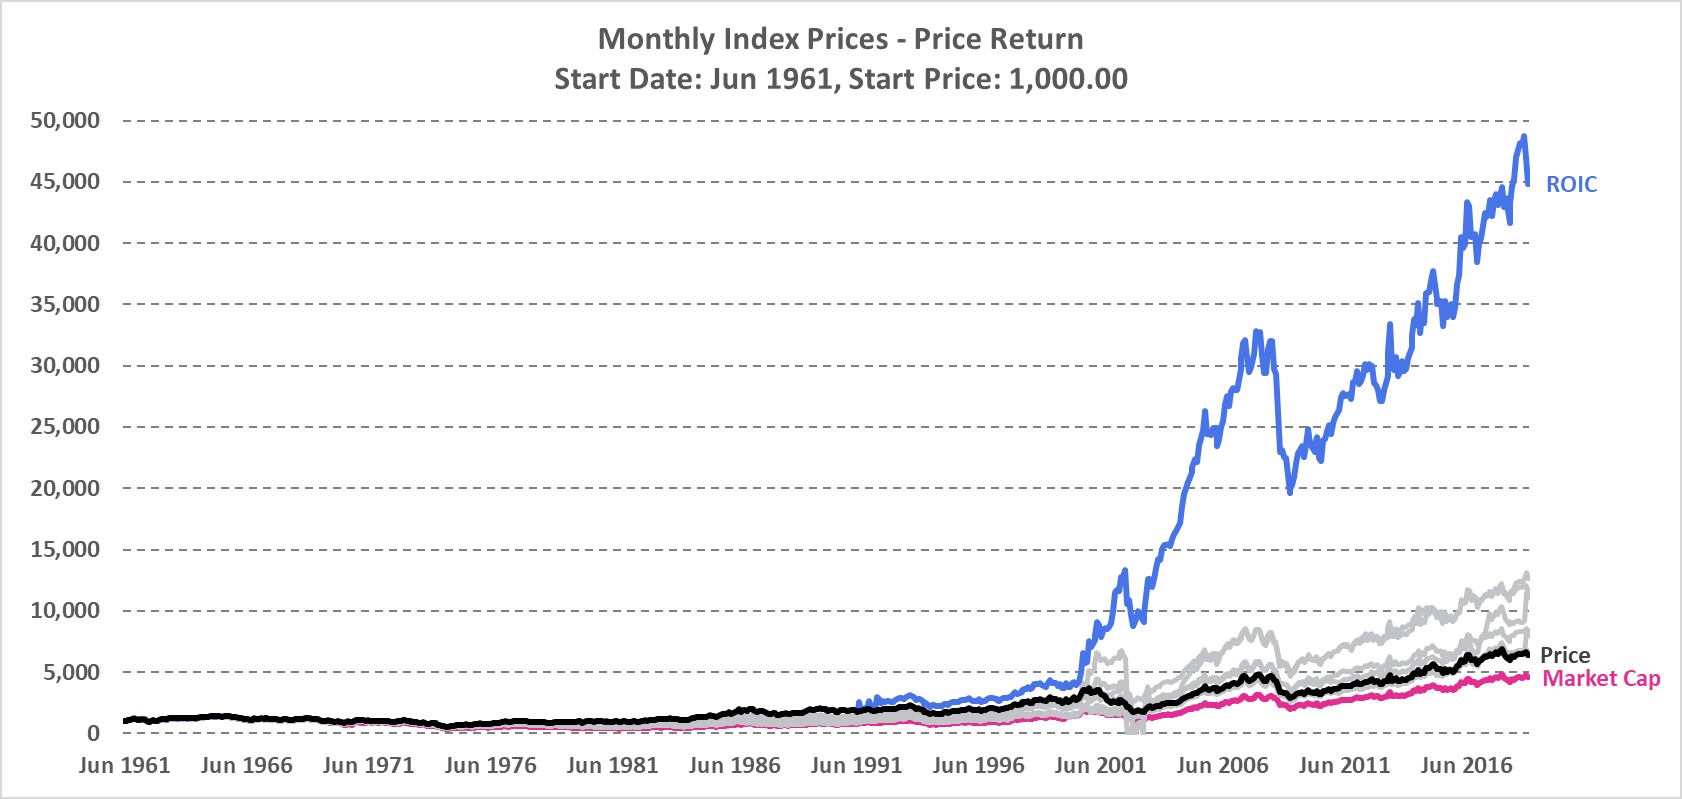 Monthly Index Prices - Price Return
Start Date: Jun 1961, Start Price: 1,000.00
50,000
45,000
ROIC
40,000
35,000
30,000
25,000
20,000
15,000
10,000
5,000
Price
Market Cap
0
Jun 1961 Jun 1966 Jun 1971 Jun 1976 Jun 1981 Jun 1986 Jun 1991 Jun 1996 Jun 2001 Jun 2006 Jun 2011 Jun 2016